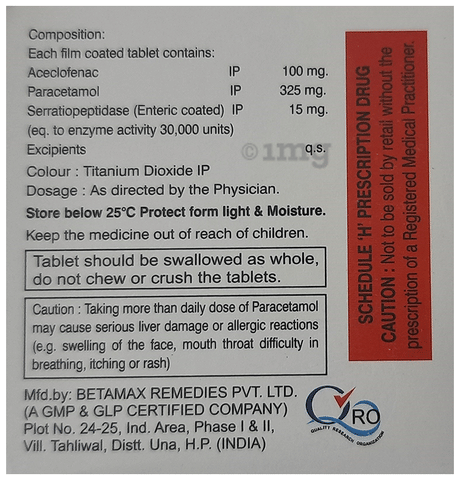 Composition:
Each film coated tablet contains:
Aceclofenac IP 100 mg.
Paracetamol IP 325 mg.
Serratiopeptidase (Enteric coated) IP 15 mg.
(eq. to enzyme activity 30,000 units)
Excipients q.s.
© 1mg
Colour : Titanium Dioxide IP
Dosage : As directed by the Physician.
Store below 25°C Protect form light & Moisture.
Keep the medicine out of reach of children.
Tablet should be swallowed as whole,
do not chew or crush the tablets.
Caution : Taking more than daily dose of Paracetamol
may cause serious liver damage or allergic reactions
(e.g. swelling of the face, mouth throat difficulty in
breathing, itching or rash)
Mfd.by: BETAMAX REMEDIES PVT. LTD.
(A GMP & GLP CERTIFIED COMPANY)
Plot No. 24-25, Ind. Area, Phase I & II,
Vill. Tahliwal, Distt. Una, H.P. (INDIA)
QRO
QUALITY RESEARCH ORGANIZATION
SCHEDULE 'H' PRESCRIPTION DRUG
CAUTION : Not to be sold by retail without the
prescription of a Registered Medical Practitioner.